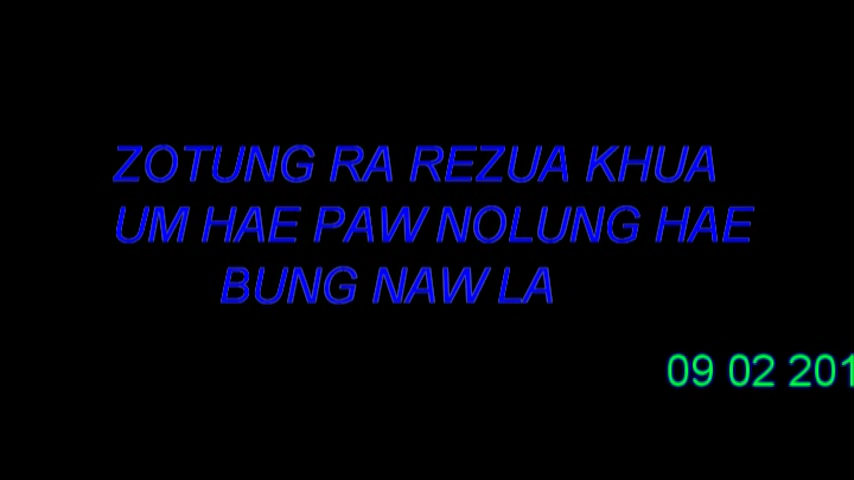 ZOTUNG RA REZUA KHUA
UM HAE PAW NOLUNG HAE
BUNG NAW LA
09 02 201